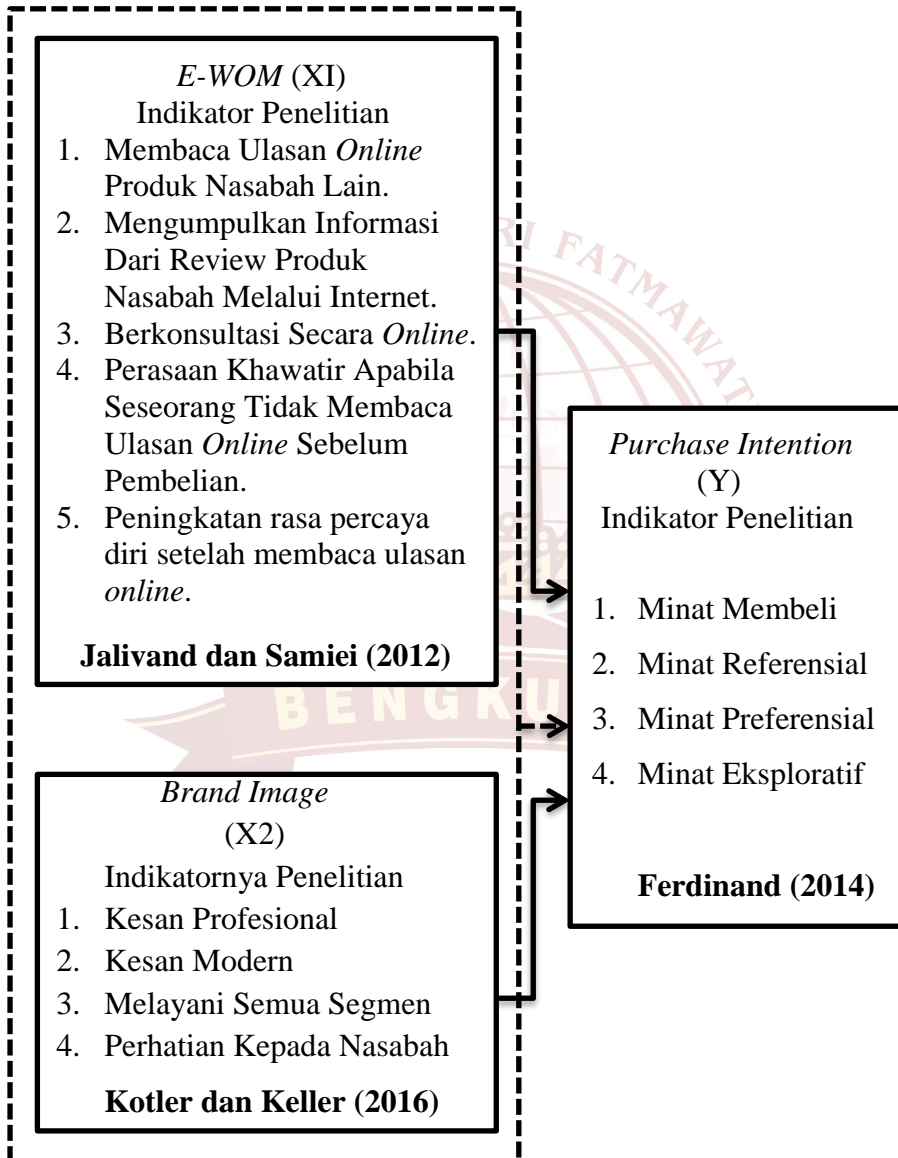 E-WOM (XI)
Indikator Penelitian
1. Membaca Ulasan Online
Produk Nasabah Lain.
2. Mengumpulkan Informasi
Dari Review Produk
Nasabah Melalui Internet.
3. Berkonsultasi Secara Online.
4. Perasaan Khawatir Apabila
Seseorang Tidak Membaca
Ulasan Online Sebelum
Pembelian.
5. Peningkatan rasa percaya
diri setelah membaca ulasan
online.
Jalivand dan Samiei (2012)
Brand Image
(X2)
Indikatornya Penelitian
1. Kesan Profesional
2. Kesan Modern
3. Melayani Semua Segmen
4. Perhatian Kepada Nasabah
Kotler dan Keller (2016)
Purchase Intention
(Y)
Indikator Penelitian
1. Minat Membeli
2. Minat Referensial
3. Minat Preferensial
4. Minat Eksploratif
Ferdinand (2014)